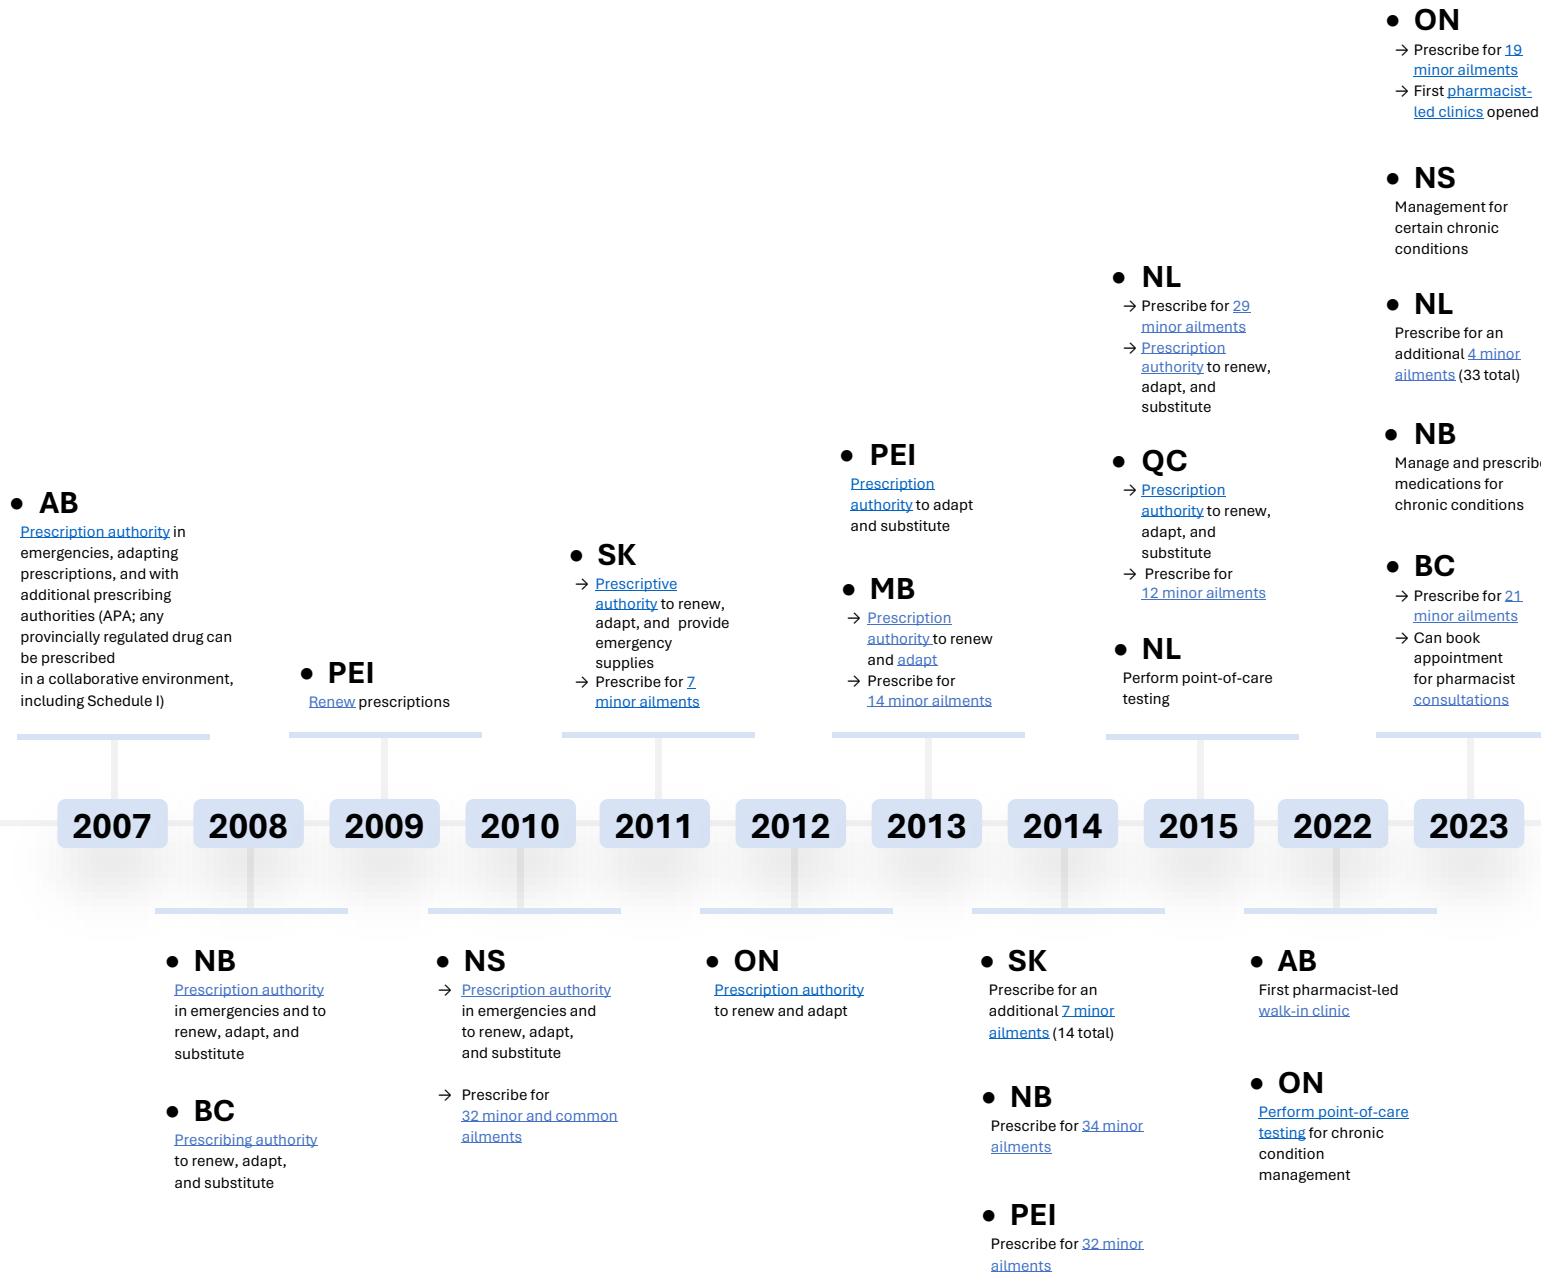 • ON
→ Prescribe for 19
minor ailments
→ First pharmacist-
led clinics opened
• NS
Management for
certain chronic
conditions
• NL
Prescribe for an
additional 4 minor
ailments (33 total)
• NB
Manage and prescribe
medications for
chronic conditions
• BC
→ Prescribe for 21
minor ailments
→ Can book
appointment
for pharmacist
consultations
• NL
→ Prescribe for 29
minor ailments
→ Prescription
authority to renew,
adapt, and
substitute
• QC
→ Prescription
authority to renew,
adapt, and
substitute
→ Prescribe for
12 minor ailments
• NL
Perform point-of-care
testing
• PEI
Prescription
authority to adapt
and substitute
• MB
→ Prescription
authority to renew
and adapt
→ Prescribe for
14 minor ailments
• SK
→ Prescriptive
authority to renew,
adapt, and provide
emergency
supplies
→ Prescribe for 7
minor ailments
• PEI
Renew prescriptions
• AB
Prescription authority in
emergencies, adapting
prescriptions, and with
additional prescribing
authorities (APA; any
provincially regulated drug can
be prescribed
in a collaborative environment,
including Schedule I)
2007 2008 2009 2010 2011 2012 2013 2014 2015 2022 2023
• NB
Prescription authority
in emergencies and to
renew, adapt, and
substitute
• BC
Prescribing authority
to renew, adapt,
and substitute
• NS
→ Prescription authority
in emergencies and
to renew, adapt,
and substitute
→ Prescribe for
32 minor and common
ailments
• ON
Prescription authority
to renew and adapt
• SK
Prescribe for an
additional 7 minor
ailments (14 total)
• NB
Prescribe for 34 minor
ailments
• PEI
Prescribe for 32 minor
ailments
• AB
First pharmacist-led
walk-in clinic
• ON
Perform point-of-care
testing for chronic
condition
management